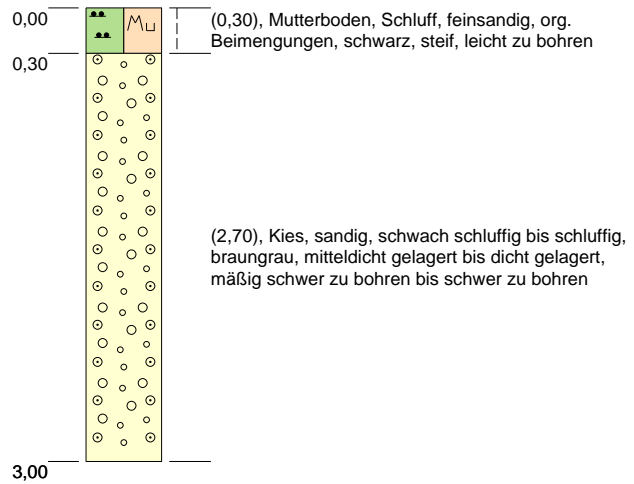 0,00
Mu
(0,30), Mutterboden, Schluff, feinsandig, org.
Beimengungen, schwarz, steif, leicht zu bohren
0,30
(2,70), Kies, sandig, schwach schluffig bis schluffig,
braungrau, mitteldicht gelagert bis dicht gelagert,
mäßig schwer zu bohren bis schwer zu bohren
3,00